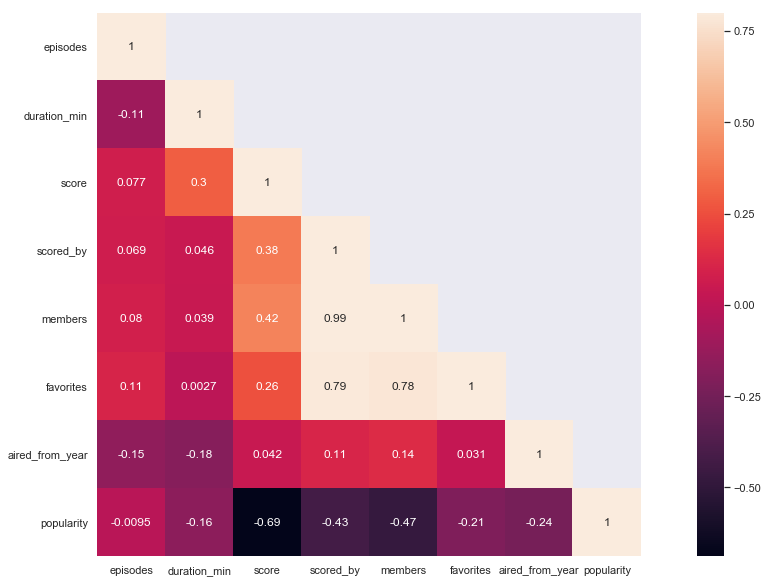 episodes 1
duration_min -0.11 1
score 0.077 0.3 1
scored_by 0.069 0.046 0.38 1
members 0.08 0.039 0.42 0.99 1
favorites 0.11 0.0027 0.26 0.79 0.78 1
aired_from_year -0.15 -0.18 0.042 0.11 0.14 0.031 1
popularity -0.0095 -0.16 -0.69 -0.43 -0.47 -0.21 -0.24 1
episodes duration_min score scored_by members favorites aired_from_year popularity
0.75
0.50
0.25
0.00
−0.25
−0.50